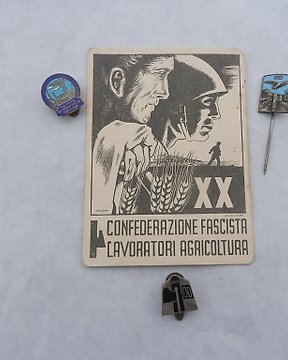 XX
CONFEDERAZIONE FASCISTA
LAVORATORI AGRICOLTURA